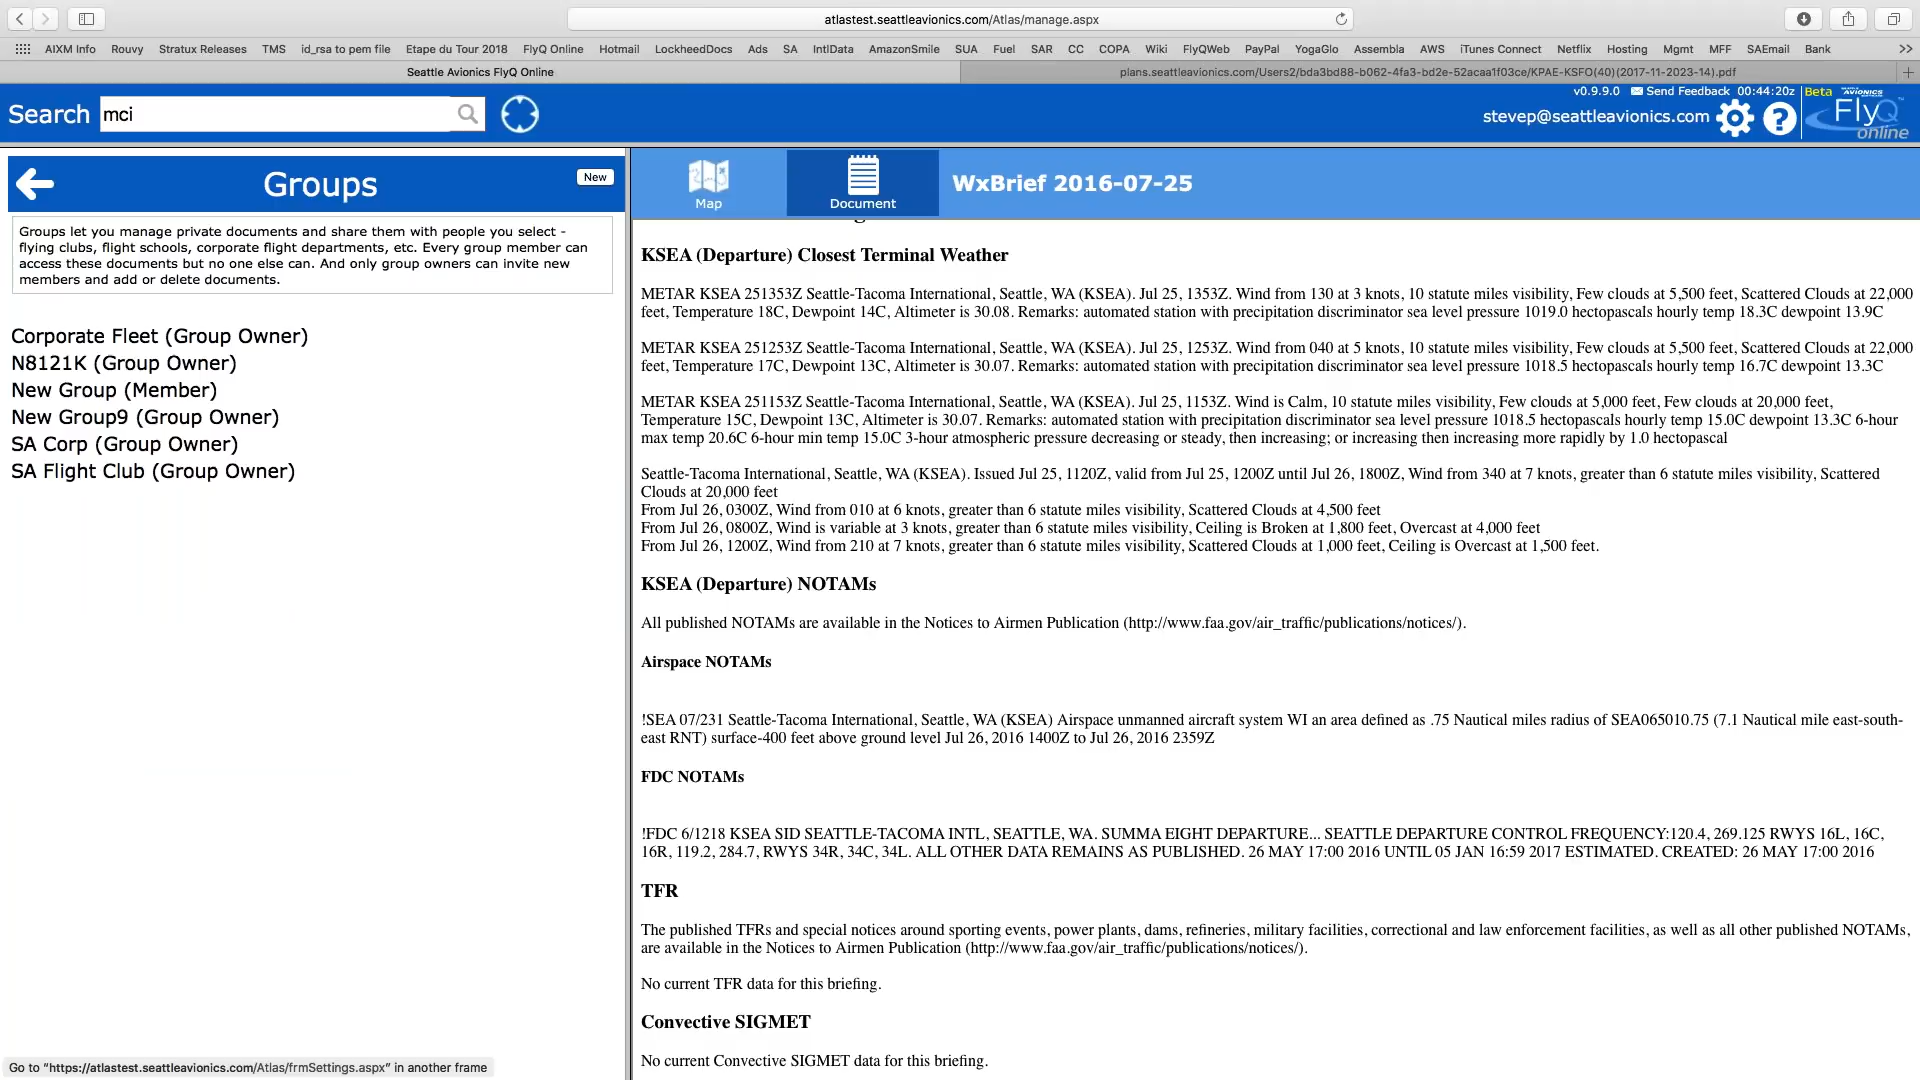 atlastest.seattleavionics.com/Atlas/manage.aspx
AIXM Info Rouvy Stratux Releases TMS id_rsa to pem file Etape du Tour 2018 FlyQ Online Hotmail LockheedDocs Ads SA IntlData AmazonSmile SUA Fuel SAR CC COPA Wiki FlyQWeb PayPal YogaGlo Assembla AWS iTunes Connect Netflix Hosting Mgmt MFF SAEmail Bank
Seattle Avionics FlyQ Online
plans.seattleavionics.com/Users2/bda3bd88-b062-4fa3-bd2e-52acaa1f03ce/KPAE-KSFO(40)(2017-11-2023-14).pdf
v0.9.9.0 Send Feedback 00:44:20z Beta AVIONICS
Search mci
stevep@seattleavionics.com
FlyQ
online
Groups New
Groups let you manage private documents and share them with people you select -
flying clubs, flight schools, corporate flight departments, etc. Every group member can
access these documents but no one else can. And only group owners can invite new
members and add or delete documents.
Corporate Fleet (Group Owner)
N8121K (Group Owner)
New Group (Member)
New Group9 (Group Owner)
SA Corp (Group Owner)
SA Flight Club (Group Owner)
Map Document WxBrief 2016-07-25
KSEA (Departure) Closest Terminal Weather
METAR KSEA 251353Z Seattle-Tacoma International, Seattle, WA (KSEA). Jul 25, 1353Z. Wind from 130 at 3 knots, 10 statute miles visibility, Few clouds at 5,500 feet, Scattered Clouds at 22,000
feet, Temperature 18C, Dewpoint 14C, Altimeter is 30.08. Remarks: automated station with precipitation discriminator sea level pressure 1019.0 hectopascals hourly temp 18.3C dewpoint 13.9C
METAR KSEA 251253Z Seattle-Tacoma International, Seattle, WA (KSEA). Jul 25, 1253Z. Wind from 040 at 5 knots, 10 statute miles visibility, Few clouds at 5,500 feet, Scattered Clouds at 22,000
feet, Temperature 17C, Dewpoint 13C, Altimeter is 30.07. Remarks: automated station with precipitation discriminator sea level pressure 1018.5 hectopascals hourly temp 16.7C dewpoint 13.3C
METAR KSEA 251153Z Seattle-Tacoma International, Seattle, WA (KSEA). Jul 25, 1153Z. Wind is Calm, 10 statute miles visibility, Few clouds at 5,000 feet, Few clouds at 20,000 feet,
Temperature 15C, Dewpoint 13C, Altimeter is 30.07. Remarks: automated station with precipitation discriminator sea level pressure 1018.5 hectopascals hourly temp 15.0C dewpoint 13.3C 6-hour
max temp 20.6C 6-hour min temp 15.0C 3-hour atmospheric pressure decreasing or steady, then increasing; or increasing then increasing more rapidly by 1.0 hectopascal
Seattle-Tacoma International, Seattle, WA (KSEA). Issued Jul 25, 1120Z, valid from Jul 25, 1200Z until Jul 26, 1800Z, Wind from 340 at 7 knots, greater than 6 statute miles visibility, Scattered
Clouds at 20,000 feet
From Jul 26, 0300Z, Wind from 010 at 6 knots, greater than 6 statute miles visibility, Scattered Clouds at 4,500 feet
From Jul 26, 0800Z, Wind is variable at 3 knots, greater than 6 statute miles visibility, Ceiling is Broken at 1,800 feet, Overcast at 4,000 feet
From Jul 26, 1200Z, Wind from 210 at 7 knots, greater than 6 statute miles visibility, Scattered Clouds at 1,000 feet, Ceiling is Overcast at 1,500 feet.
KSEA (Departure) NOTAMs
All published NOTAMs are available in the Notices to Airmen Publication (http://www.faa.gov/air_traffic/publications/notices/).
Airspace NOTAMs
!SEA 07/231 Seattle-Tacoma International, Seattle, WA (KSEA) Airspace unmanned aircraft system WI an area defined as .75 Nautical miles radius of SEA065010.75 (7.1 Nautical mile east-south-
east RNT) surface-400 feet above ground level Jul 26, 2016 1400Z to Jul 26, 2016 2359Z
FDC NOTAMs
!FDC 6/1218 KSEA SID SEATTLE-TACOMA INTL, SEATTLE, WA. SUMMA EIGHT DEPARTURE... SEATTLE DEPARTURE CONTROL FREQUENCY:120.4, 269.125 RWYS 16L, 16C,
16R, 119.2, 284.7, RWYS 34R, 34C, 34L. ALL OTHER DATA REMAINS AS PUBLISHED. 26 MAY 17:00 2016 UNTIL 05 JAN 16:59 2017 ESTIMATED. CREATED: 26 MAY 17:00 2016
TFR
The published TFRs and special notices around sporting events, power plants, dams, refineries, military facilities, correctional and law enforcement facilities, as well as all other published NOTAMs,
are available in the Notices to Airmen Publication (http://www.faa.gov/air_traffic/publications/notices/).
No current TFR data for this briefing.
Convective SIGMET
No current Convective SIGMET data for this briefing.
Go to "https://atlastest.seattleavionics.com/Atlas/frmSettings.aspx" in another frame